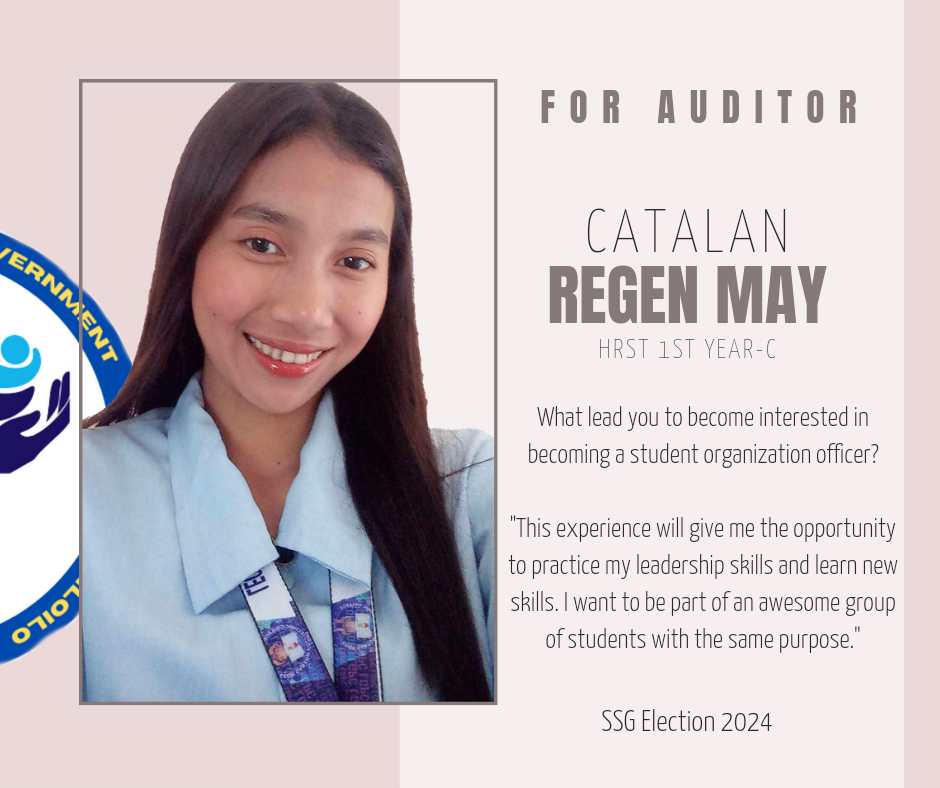 FOR AUDITOR
CATALAN
REGEN MAY
HRST 1ST YEAR-C
What lead you to become interested in
becoming a student organization officer?
"This experience will give me the opportunity
to practice my leadership skills and learn new
skills. I want to be part of an awesome group
of students with the same purpose."
SSG Election 2024
VERNMENT
LOILO